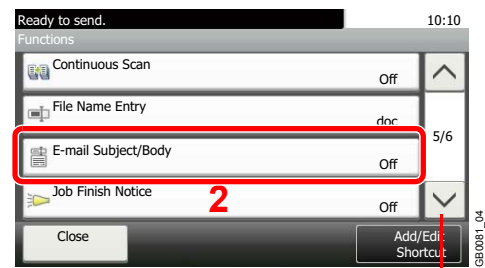 Ready to send. 10:10
Functions
Continuous Scan
Off
File Name Entry
doc
5/6
E-mail Subject/Body
Off
Job Finish Notice
2
Off
Close
Add/Edit
Shortcut
GB0081_04